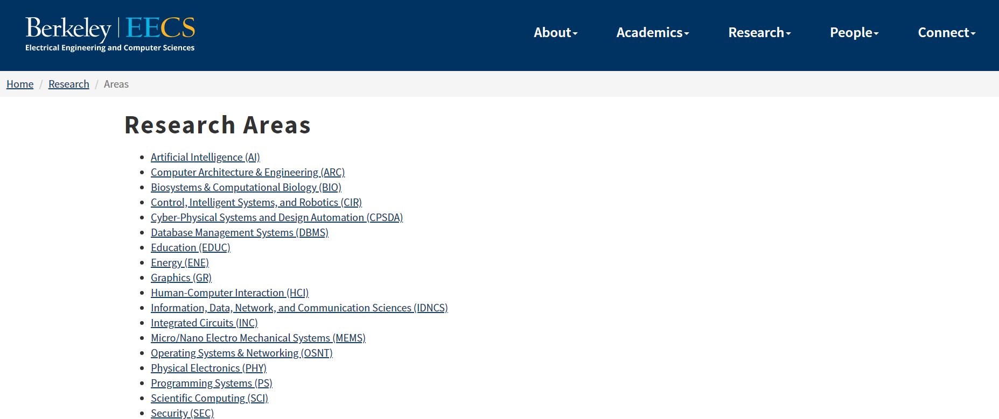 Berkeley | EECS
Electrical Engineering and Computer Sciences
About Academics Research People Connect
Home / Research / Areas
Research Areas
Artificial Intelligence (AI)
Computer Architecture & Engineering (ARC)
Biosystems & Computational Biology (BIO)
Control, Intelligent Systems, and Robotics (CIR)
Cyber-Physical Systems and Design Automation (CPSDA)
Database Management Systems (DBMS)
Education (EDUC)
Energy (ENE)
Graphics (GR)
Human-Computer Interaction (HCI)
Information, Data, Network, and Communication Sciences (IDNCS)
Integrated Circuits (INC)
Micro/Nano Electro Mechanical Systems (MEMS)
Operating Systems & Networking (OSNT)
Physical Electronics (PHY)
Programming Systems (PS)
Scientific Computing (SCI)
Security (SEC)